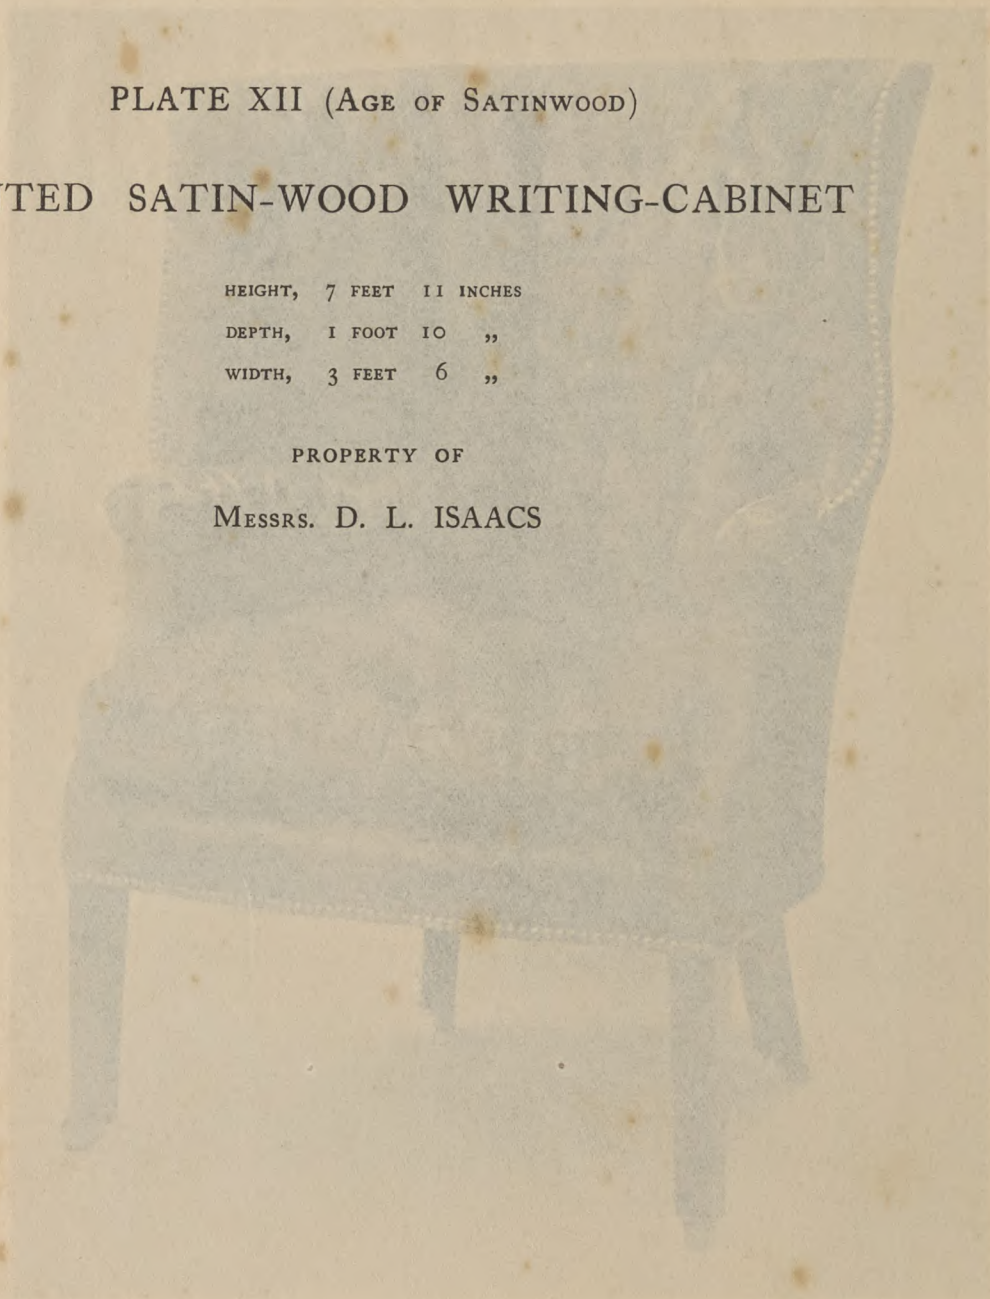 PLATE XII (Age of Satinwood)
TED SATIN-WOOD WRITING-CABINET
HEIGHT, 7 FEET 11 INCHES
DEPTH, 1 FOOT 10 „
WIDTH, 3 FEET 6 „
PROPERTY OF
Messrs. D. L. ISAACS